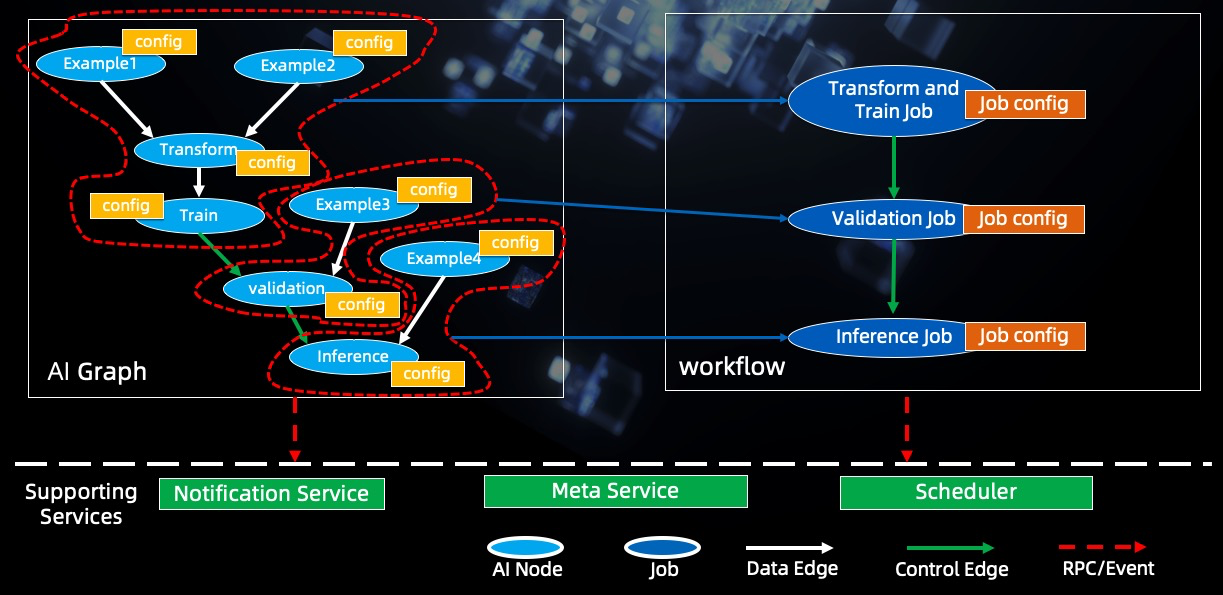 config
Example1
config
Example2
Transform
config
config
Train
config
Example3
config
Example4
validation
config
Inference
config
AI Graph
Transform and
Train Job
Job config
Validation Job
Job config
Inference Job
Job config
workflow
Supporting
Services
Notification Service
Meta Service
Scheduler
AI Node
Job
Data Edge
Control Edge
RPC/Event